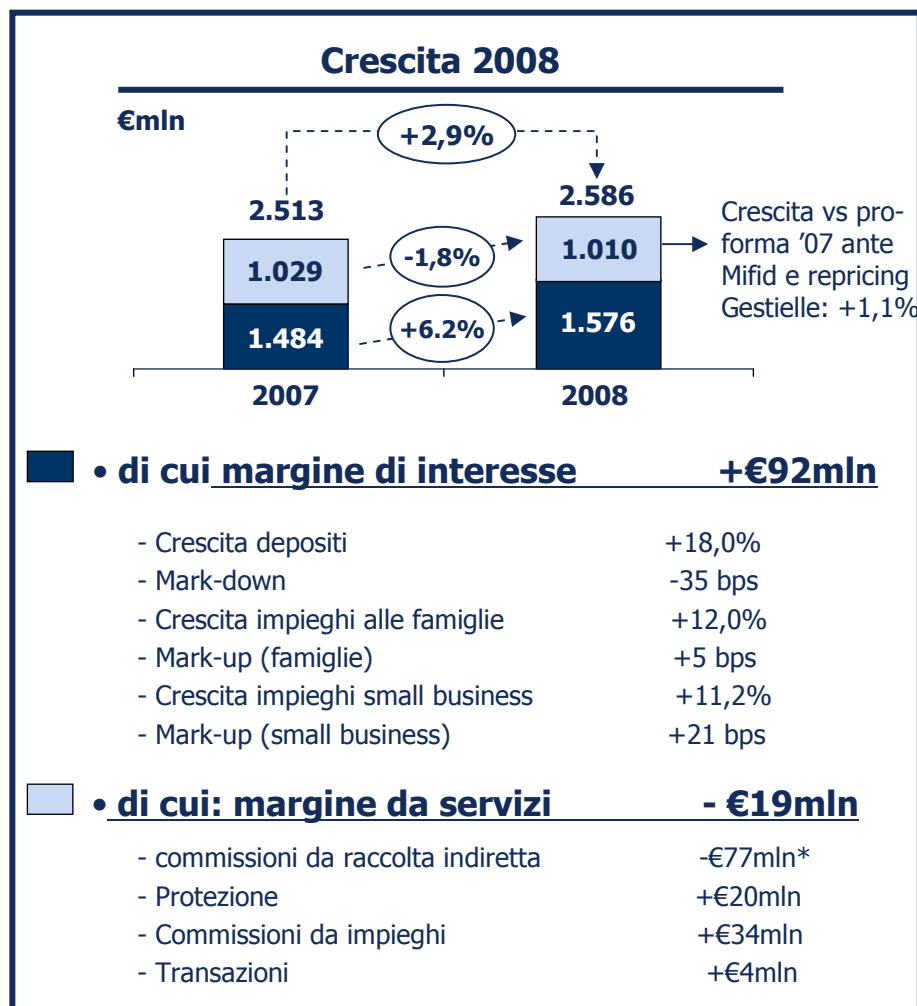 Crescita 2008
€mln
+2,9%
2.513
2.586
1.029
-1,8%
1.010
Crescita vs pro-
forma '07 ante
Mifid e repricing
Gestielle: +1,1%
1.484
+6.2%
1.576
2007
2008
• di cui margine di interesse +€92mln
- Crescita depositi +18,0%
- Mark-down -35 bps
- Crescita impieghi alle famiglie +12,0%
- Mark-up (famiglie) +5 bps
- Crescita impieghi small business +11,2%
- Mark-up (small business) +21 bps
• di cui: margine da servizi - €19mln
- commissioni da raccolta indiretta -€77mln*
- Protezione +€20mln
- Commissioni da impieghi +€34mln
- Transazioni +€4mln